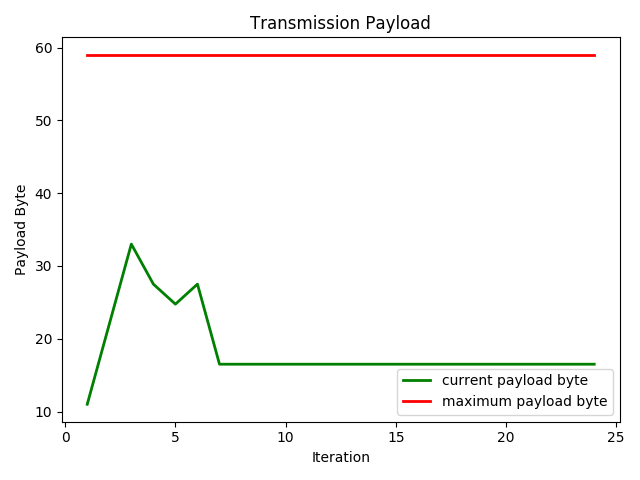 Transmission Payload
60
50
40
30
20
10
Payload Byte
0
5
10
15
20
25
Iteration
current payload byte
maximum payload byte